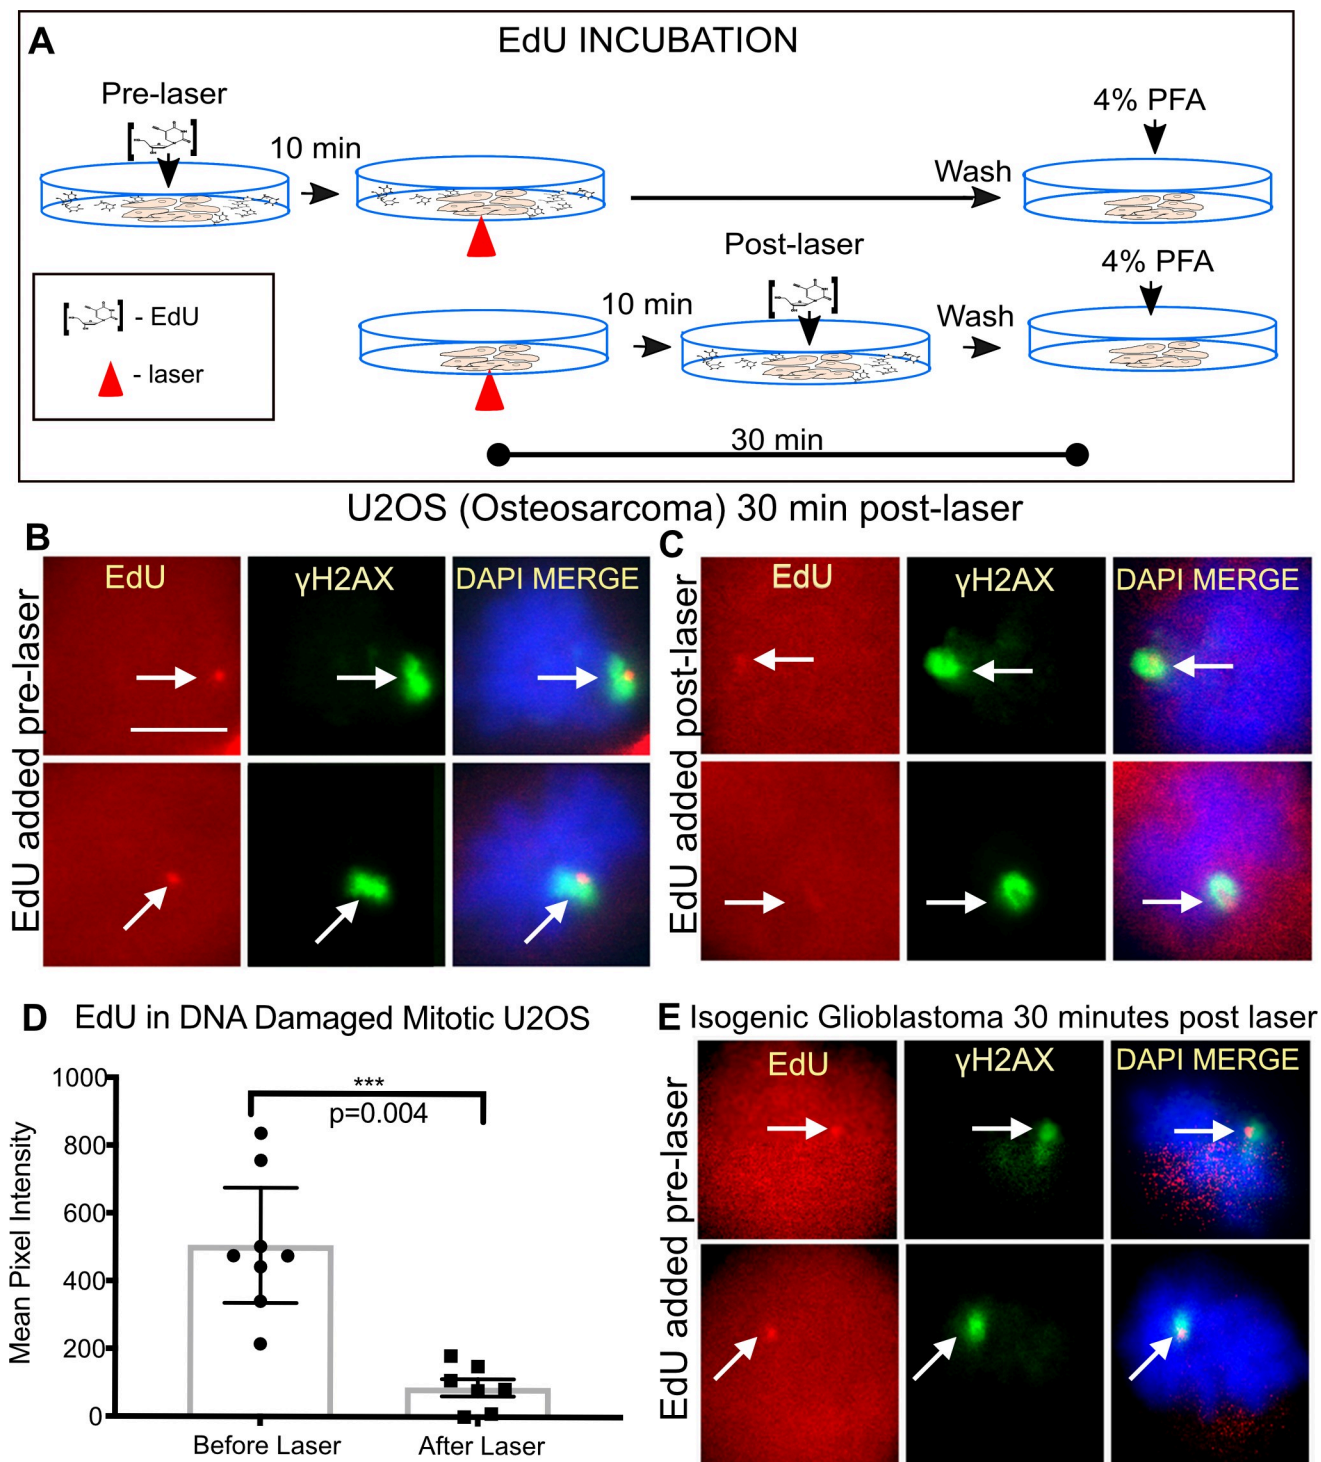 A
EdU INCUBATION
Pre-laser
10 min
Wash
4% PFA
Post-laser
10 min
Wash
4% PFA
- EdU
- laser
30 min
U2OS (Osteosarcoma) 30 min post-laser
B
EdU added pre-laser
EdU
γH2AX
DAPI MERGE
C
EdU added post-laser
EdU
γH2AX
DAPI MERGE
D
EdU in DNA Damaged Mitotic U2OS
Mean Pixel Intensity
1000
800
600
400
200
0
***
p=0.004
Before Laser
After Laser
E
Isogenic Glioblastoma 30 minutes post laser
EdU added pre-laser
EdU
γH2AX
DAPI MERGE